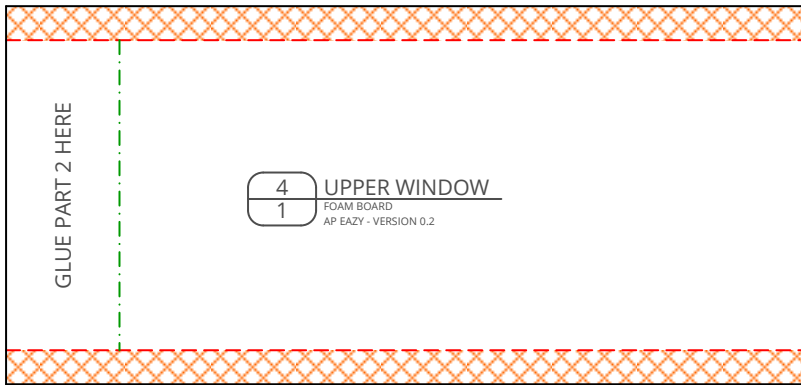 GLUE PART 2 HERE
4
1
UPPER WINDOW
FOAM BOARD
AP EAZY - VERSION 0.2